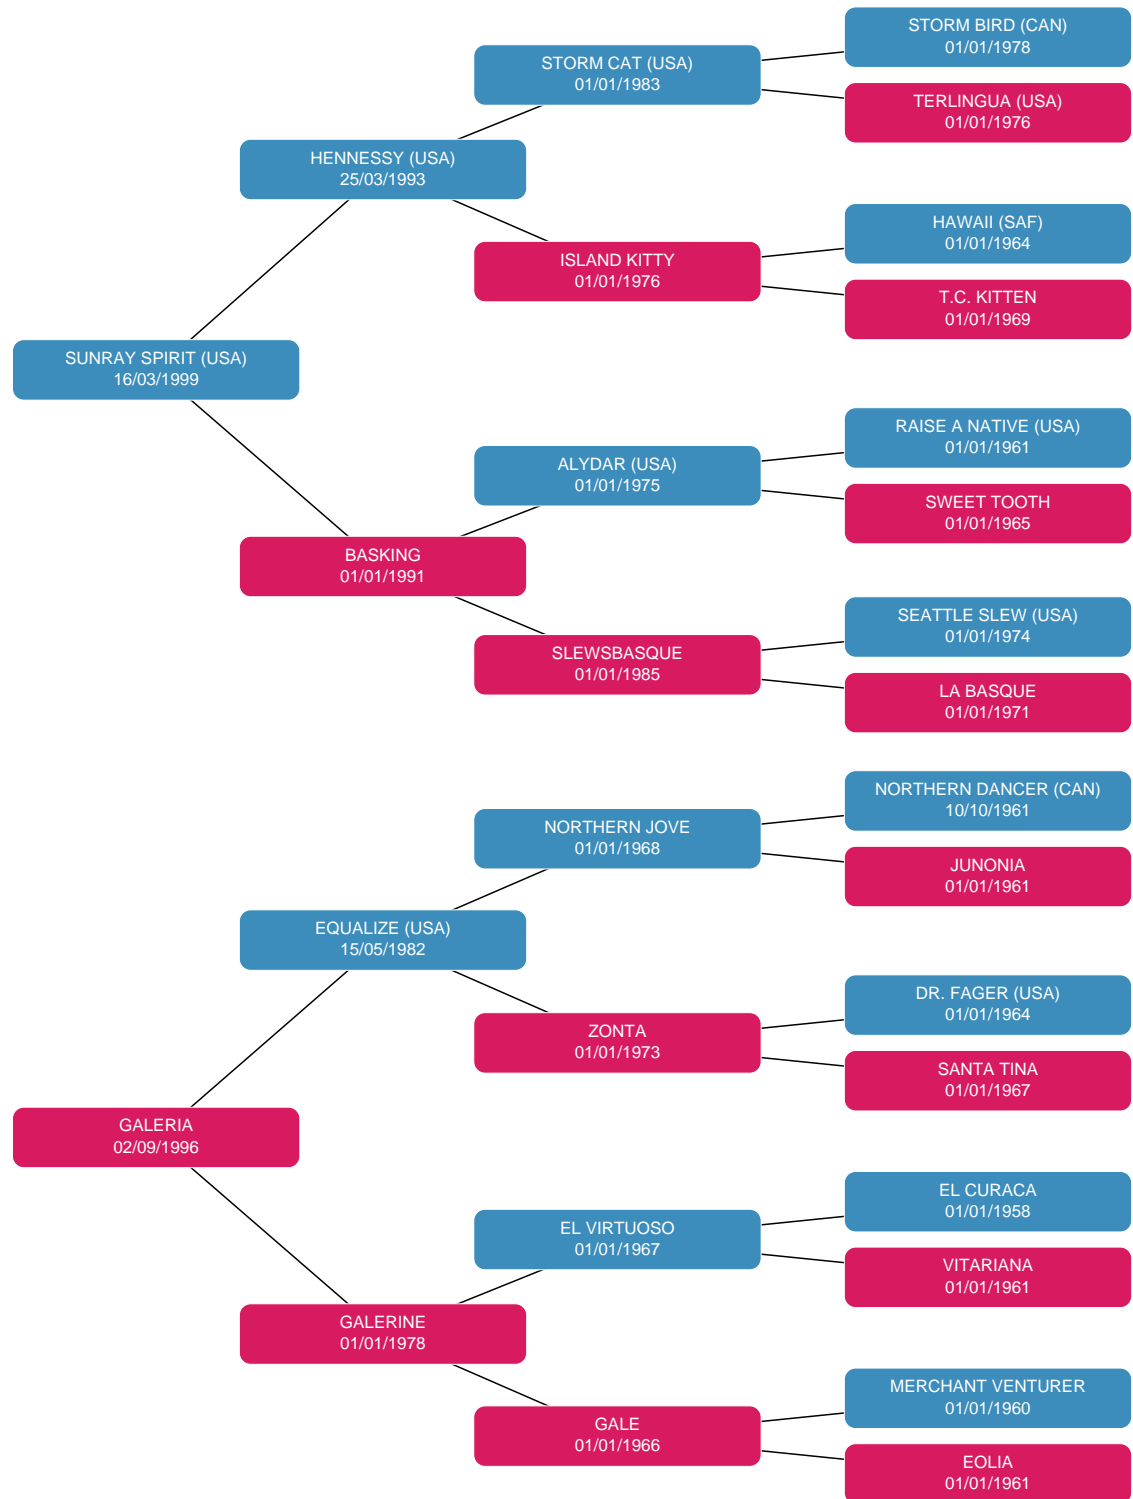 STORM BIRD (CAN)
01/01/1978
STORM CAT (USA)
01/01/1983
TERLINGUA (USA)
01/01/1976
HENNESSY (USA)
25/03/1993
HAWAII (SAF)
01/01/1964
ISLAND KITTY
01/01/1976
T.C. KITTEN
01/01/1969
SUNRAY SPIRIT (USA)
16/03/1999
RAISE A NATIVE (USA)
01/01/1961
ALYDAR (USA)
01/01/1975
SWEET TOOTH
01/01/1965
BASKING
01/01/1991
SEATTLE SLEW (USA)
01/01/1974
SLEWSBASQUE
01/01/1985
LA BASQUE
01/01/1971
NORTHERN DANCER (CAN)
10/10/1961
NORTHERN JOVE
01/01/1968
JUNONIA
01/01/1961
EQUALIZE (USA)
15/05/1982
DR. FAGER (USA)
01/01/1964
ZONTA
01/01/1973
SANTA TINA
01/01/1967
GALERIA
02/09/1996
EL CURACA
01/01/1958
EL VIRTUOSO
01/01/1967
VITARIANA
01/01/1961
GALERINE
01/01/1978
MERCHANT VENTURER
01/01/1960
GALE
01/01/1966
EOLIA
01/01/1961